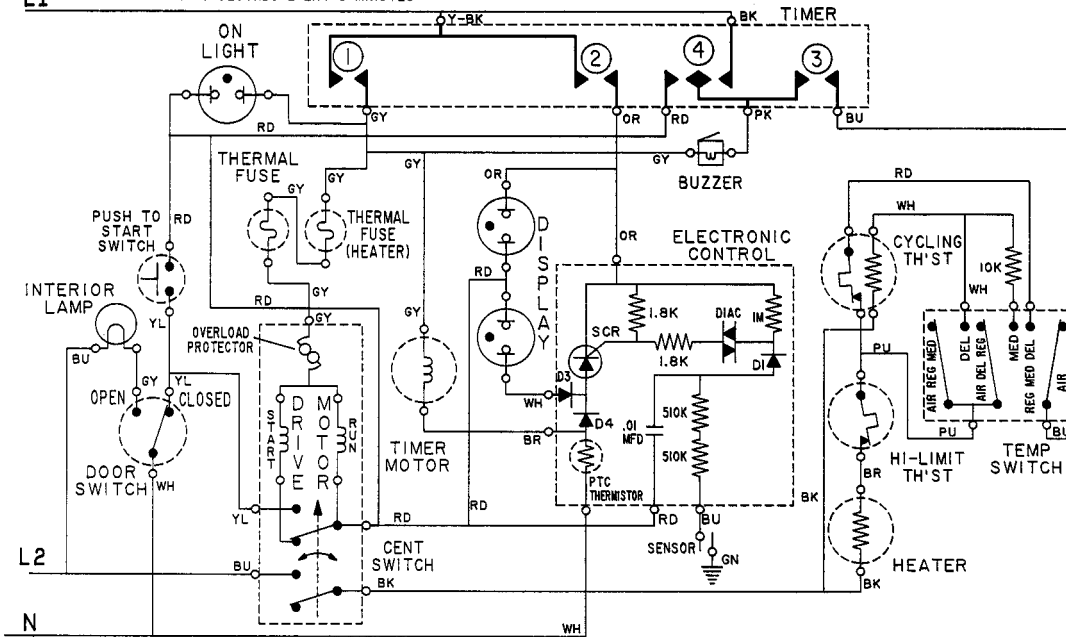 L1
Y-BK
BK
TIMER
ON
LIGHT
1
2
4
3
GY
OR
RD
PK
BU
RD
GY
BUZZER
THERMAL
FUSE
GY
GY
THERMAL
FUSE
(HEATER)
GY
OR
RD
WH
PUSH TO
START
SWITCH
RD
DISPLAY
OR
ELECTRONIC
CONTROL
CYCLING
TH'ST
10K
WH
INTERIOR
LAMP
YL
RD
GY
GY
RD
1.8K
DIAC
1M
SCR
1.8K
D1
BU
OVERLOAD
PROTECTOR
PU
AIR REG MED
DEL
AIR DEL REG
MED
REG MED DEL
AIR
GY
YL
OPEN
CLOSED
START
DRIVE
MOTOR
RUN
WH
D3
D4
BR
.01
MFD
510K
510K
TIMER
MOTOR
PTC
THERMISTOR
HI-LIMIT
TH'ST
PU
TEMP
SWITCH
BU
DOOR
SWITCH
WH
BR
BK
YL
RD
RD
RD
BU
SENSOR
GN
CENT
SWITCH
HEATER
L2
BU
BK
BK
N
WH